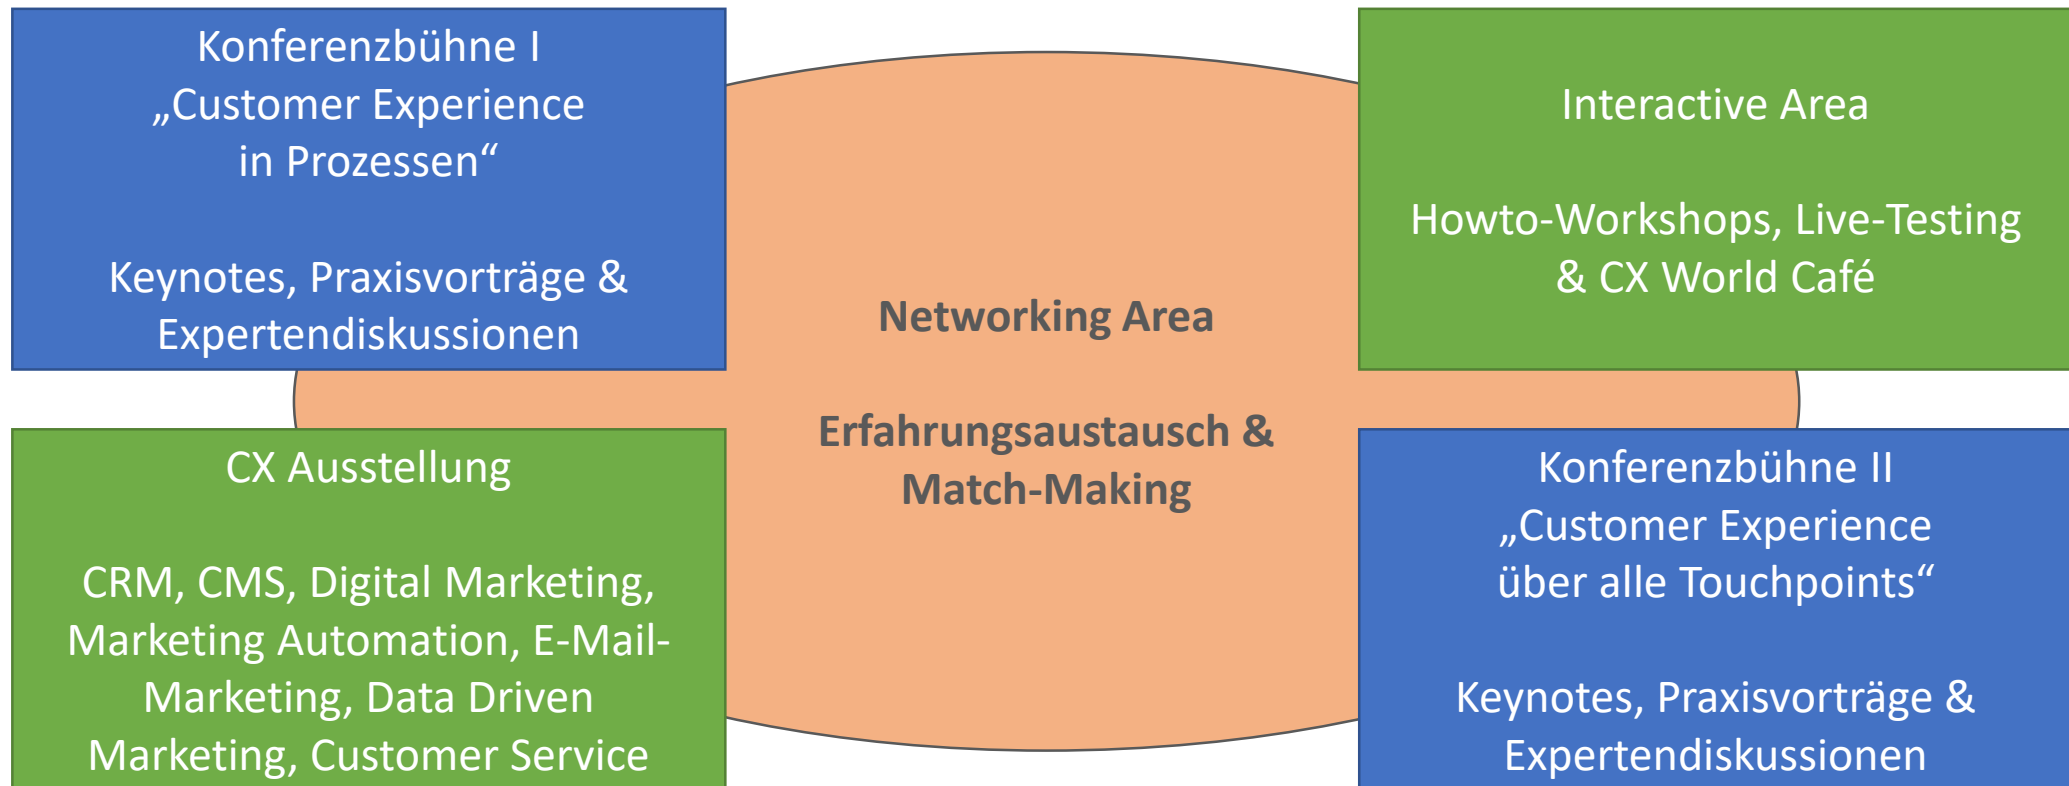 Konferenzbühne I
„Customer Experience
in Prozessen“
Keynotes, Praxisvorträge &
Expertendiskussionen
Interactive Area
Howto-Workshops, Live-Testing
& CX World Café
Networking Area
Erfahrungsaustausch &
Match-Making
CX Ausstellung
CRM, CMS, Digital Marketing,
Marketing Automation, E-Mail-
Marketing, Data Driven
Marketing, Customer Service
Konferenzbühne II
„Customer Experience
über alle Touchpoints“
Keynotes, Praxisvorträge &
Expertendiskussionen